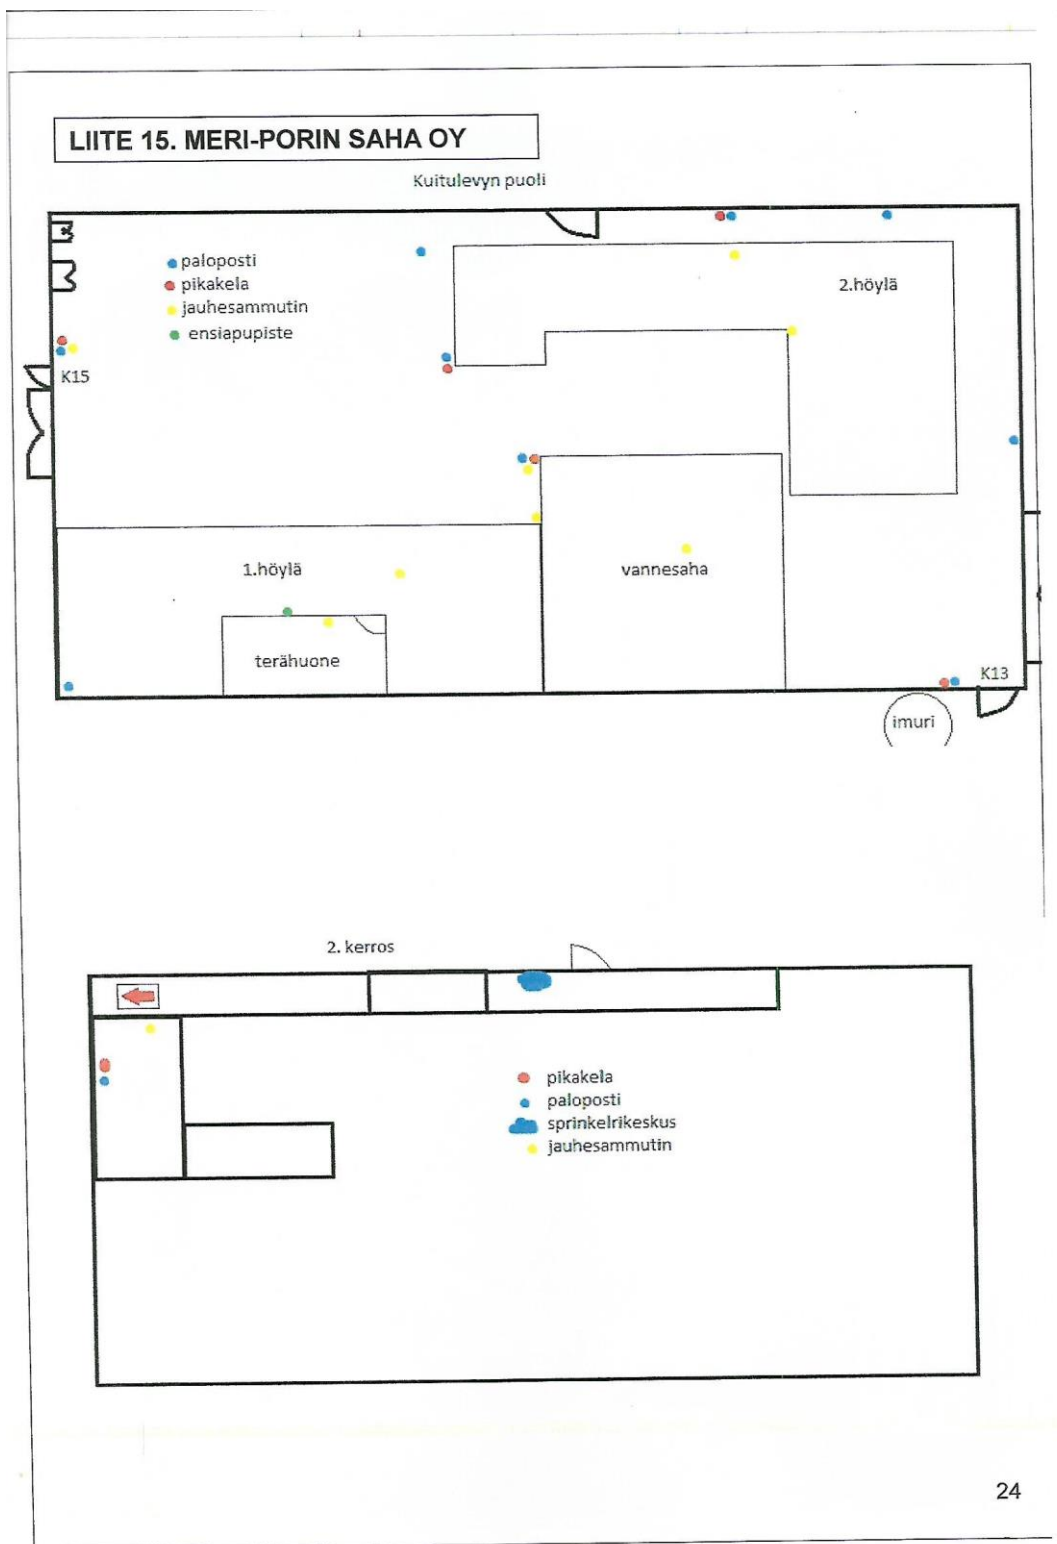 LIITE 15. MERI-PORIN SAHA OY
Kuitulevyn puoli
paloposti
pikakela
jauhesammutin
ensiapupiste
2.höylä
K15
1.höylä
vannesaha
terähuone
K13
imuri
2. kerros
pikakela
paloposti
sprinkelrikeskus
jauhesammutin
24